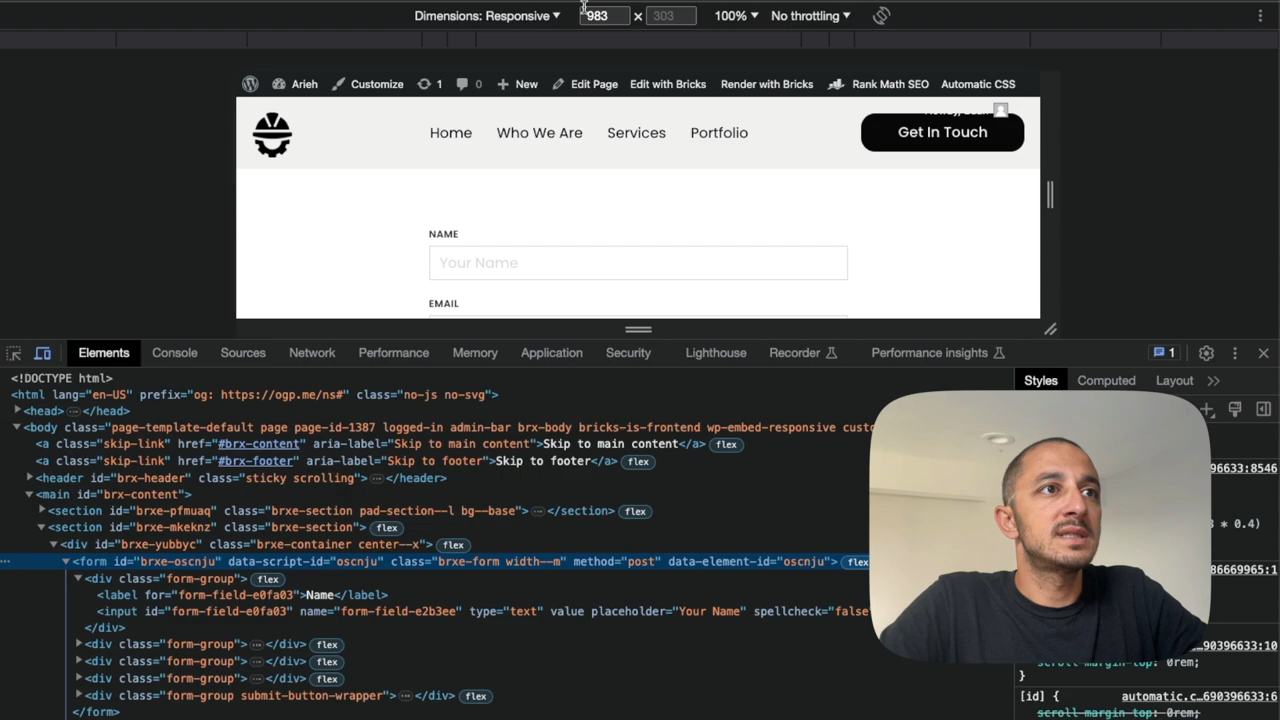 Dimensions: Responsive ▾ 983 × 303 100% ▾ No throttling ▾
Arieh Customize 1 0 New Edit Page Edit with Bricks Render with Bricks Rank Math SEO Automatic CSS
Home Who We Are Services Portfolio Get In Touch
NAME
Your Name
EMAIL
Elements Console Sources Network Performance Memory Application Security Lighthouse Recorder Performance insights 1
<!DOCTYPE html>
Styles Computed Layout
<html lang="en-US" prefix="og: https://ogp.me/ns#" class="no-js no-svg">
<head> … </head>
<body class="page-template-default page page-id-1387 logged-in admin-bar brx-body bricks-is-frontend wp-embed-responsive
<a class="skip-link" href="#brx-content" aria-label="Skip to main content">Skip to main content</a> flex
<a class="skip-link" href="#brx-footer" aria-label="Skip to footer">Skip to footer</a> flex
96633:8546
<header id="brx-header" class="sticky scrolling"> … </header>
<main id="brx-content">
<section id="brxe-pfmuaq" class="brxe-section pad-section--l bg--base"> … </section> flex
<section id="brxe-mkeknz" class="brxe-section"> flex
* 0.4)
<div id="brxe-yubbyc" class="brxe-container center--x"> flex
<form id="brxe-oscnju" data-script-id="oscnju" class="brxe-form width--m" method="post" data-element-id="oscnju"> flex
86669965:1
<div class="form-group"> flex
<label for="form-field-e0fa03">Name</label>
<input id="form-field-e0fa03" name="form-field-e2b3ee" type="text" value placeholder="Your Name" spellcheck="false"
</div>
<div class="form-group"> … </div> flex
90396633:10
<div class="form-group"> … </div> flex
scroll-margin-top: 0rem;
<div class="form-group"> … </div> flex
}
<div class="form-group submit-button-wrapper"> … </div> flex
[id] { automatic.c…690396633:6
</form>
scroll-margin-top: 0rem;